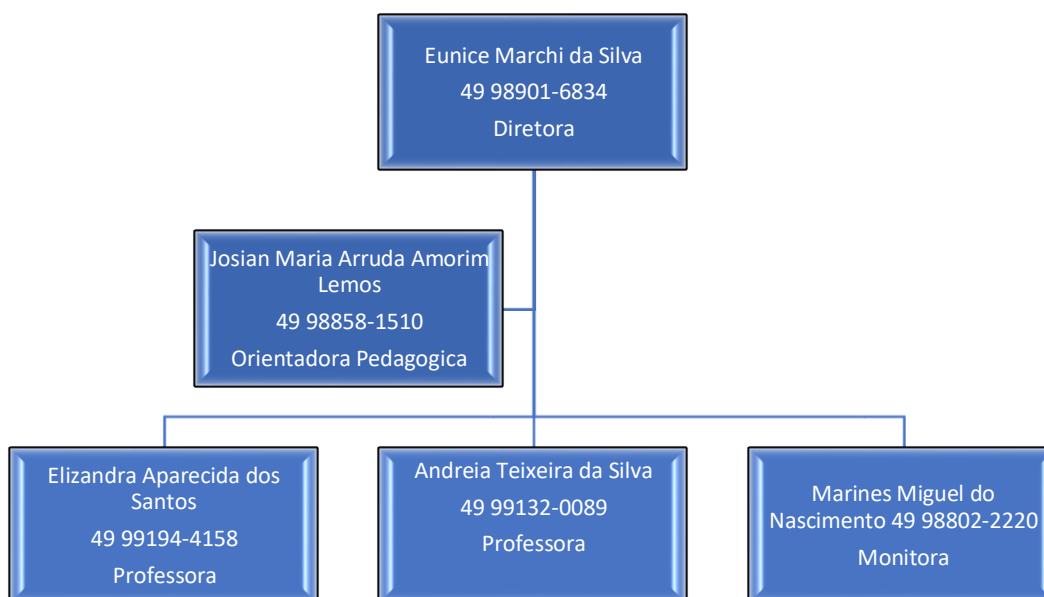 Eunice Marchi da Silva
49 98901-6834
Diretora
Josian Maria Arruda Amorim
Lemos
49 98858-1510
Orientadora Pedagogica
Elizandra Aparecida dos
Santos
49 99194-4158
Professora
Andreia Teixeira da Silva
49 99132-0089
Professora
Marines Miguel do
Nascimento 49 98802-2220
Monitora